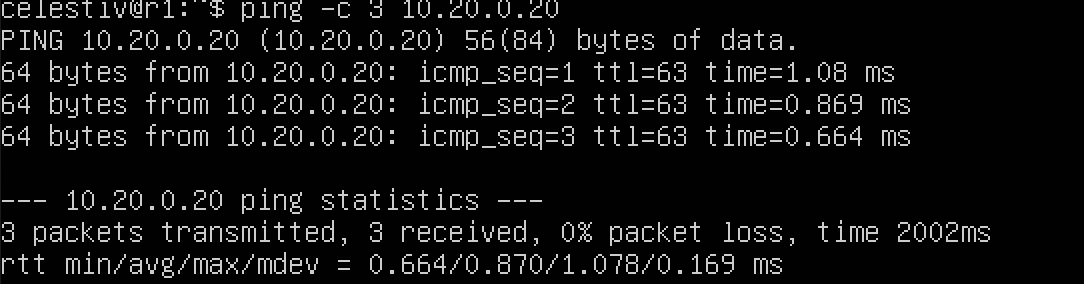 celestiv@r1:~$ ping -c 3 10.20.0.20
PING 10.20.0.20 (10.20.0.20) 56(84) bytes of data.
64 bytes from 10.20.0.20: icmp_seq=1 ttl=63 time=1.08 ms
64 bytes from 10.20.0.20: icmp_seq=2 ttl=63 time=0.869 ms
64 bytes from 10.20.0.20: icmp_seq=3 ttl=63 time=0.664 ms
--- 10.20.0.20 ping statistics ---
3 packets transmitted, 3 received, 0% packet loss, time 2002ms
rtt min/avg/max/mdev = 0.664/0.870/1.078/0.169 ms